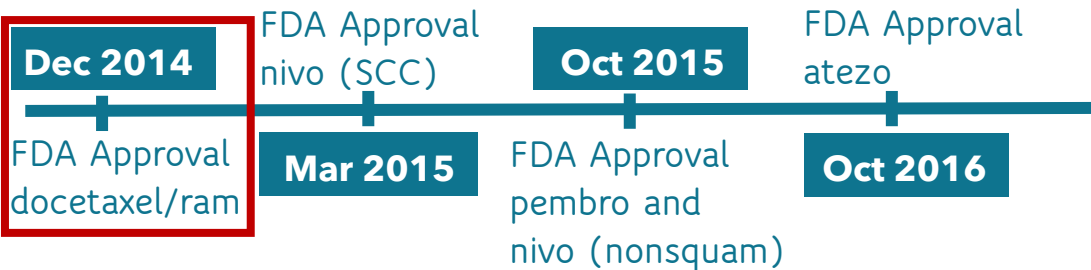 Dec 2014
FDA Approval
docetaxel/ram
FDA Approval
nivo (SCC)
Mar 2015
Oct 2015
FDA Approval
pembro and
nivo (nonsquam)
FDA Approval
atezo
Oct 2016